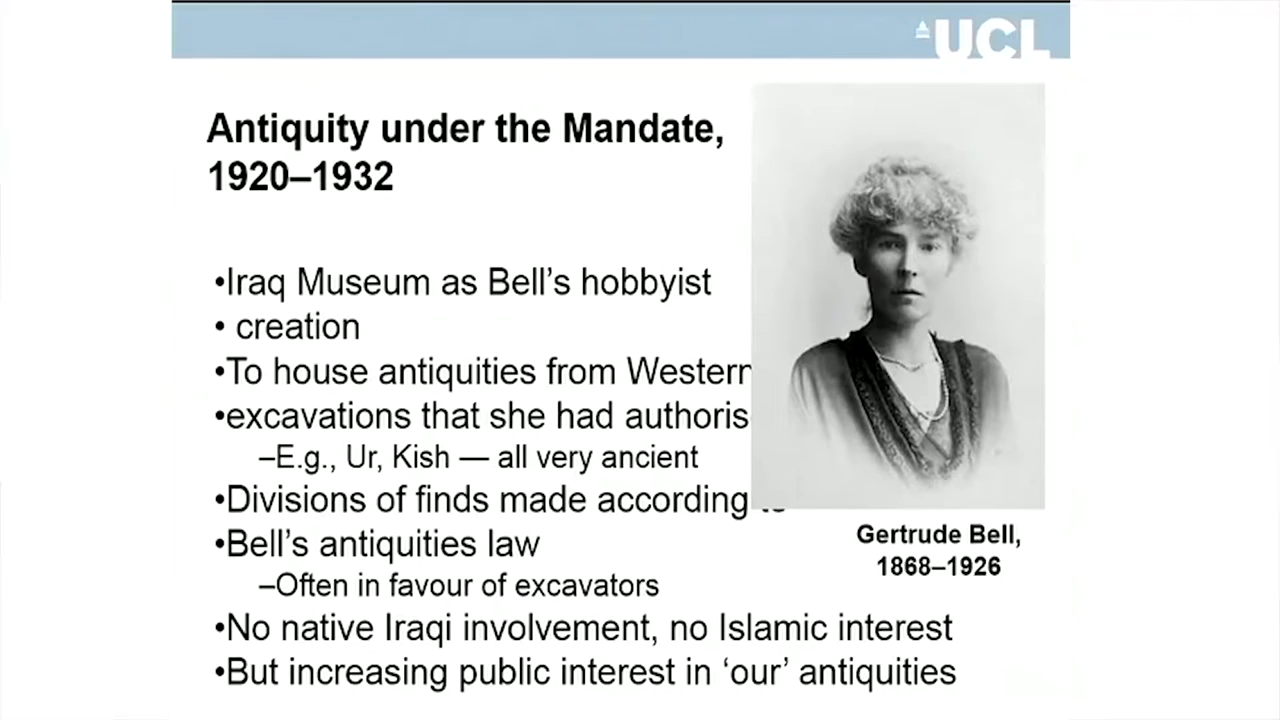 UCL
Antiquity under the Mandate,
1920–1932
•Iraq Museum as Bell’s hobbyist
• creation
•To house antiquities from Western
•excavations that she had authoris
–E.g., Ur, Kish — all very ancient
•Divisions of finds made according to
•Bell’s antiquities law
–Often in favour of excavators
•No native Iraqi involvement, no Islamic interest
•But increasing public interest in ‘our’ antiquities
Gertrude Bell,
1868–1926